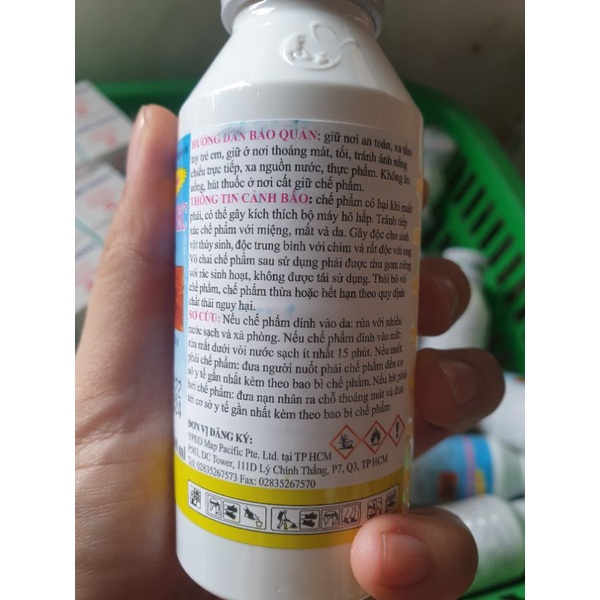 HƯỚNG DẪN BẢO QUẢN: giữ nơi an toàn, xa tầm
tay trẻ em, giữ ở nơi thoáng mát, tối, tránh ánh nắng
chiếu trực tiếp, xa nguồn nước, thực phẩm. Không ăn
uống, hút thuốc ở nơi cất giữ chế phẩm.
THÔNG TIN CẢNH BÁO: chế phẩm có hại khi nuốt
phải, có thể gây kích thích bộ máy hô hấp. Tránh tiếp
xúc chế phẩm với miệng, mắt và da. Gây độc cho sinh
vật thủy sinh, độc trung bình với chim và rất độc với ong
Vỏ chai chế phẩm sau sử dụng phải được thu gom riêng
với rác sinh hoạt, không được tái sử dụng. Thải bỏ vỏ
chế phẩm, chế phẩm thừa hoặc hết hạn theo quy định
chất thải nguy hại.
SƠ CỨU: Nếu chế phẩm dính vào da: rửa với nhiều
nước sạch và xà phòng. Nếu chế phẩm dính vào mắt:
rửa mắt dưới vòi nước sạch ít nhất 15 phút. Nếu nuốt
phải chế phẩm: đưa người nuốt phải chế phẩm đến cơ
sở y tế gần nhất kèm theo bao bì chế phẩm. Nếu hít phải
hơi chế phẩm: đưa nạn nhân ra chỗ thoáng mát và đưa
tới cơ sở y tế gần nhất kèm theo bao bì chế phẩm
ĐƠN VỊ ĐĂNG KÝ:
VPĐD Map Pacific Pte. Ltd. tại TP HCM
P503, DC Tower, 111D Lý Chính Thắng, P7, Q3, TP HCM
Tel: 02835267573 Fax: 02835267570
ml